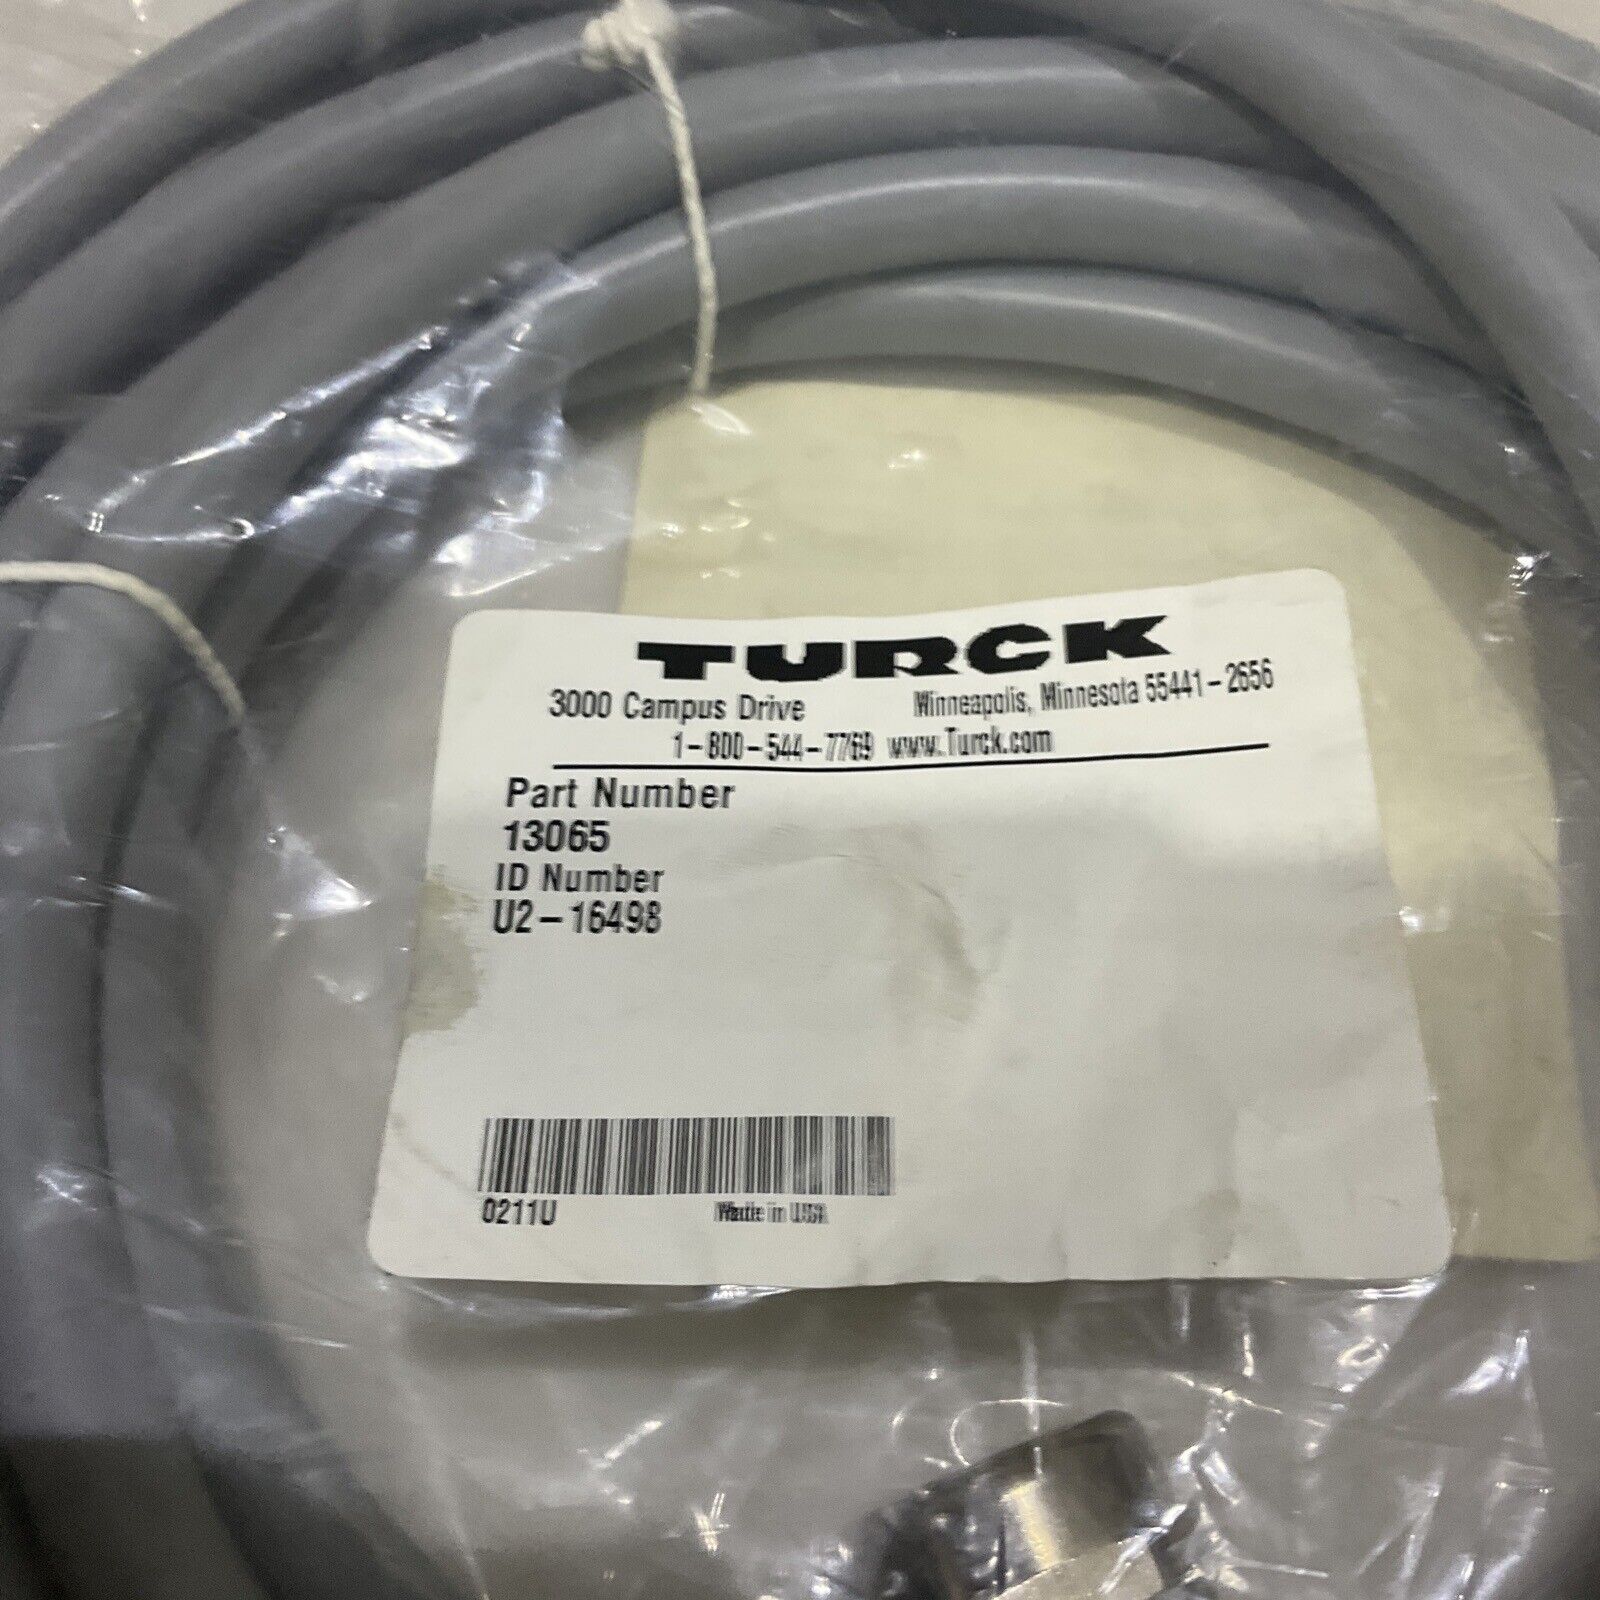 TURCK
3000 Campus Drive Minneapolis, Minnesota 55441-2656
1-800-544-7769 www.Turck.com
Part Number
13065
ID Number
U2-16498
0211U Made in USA